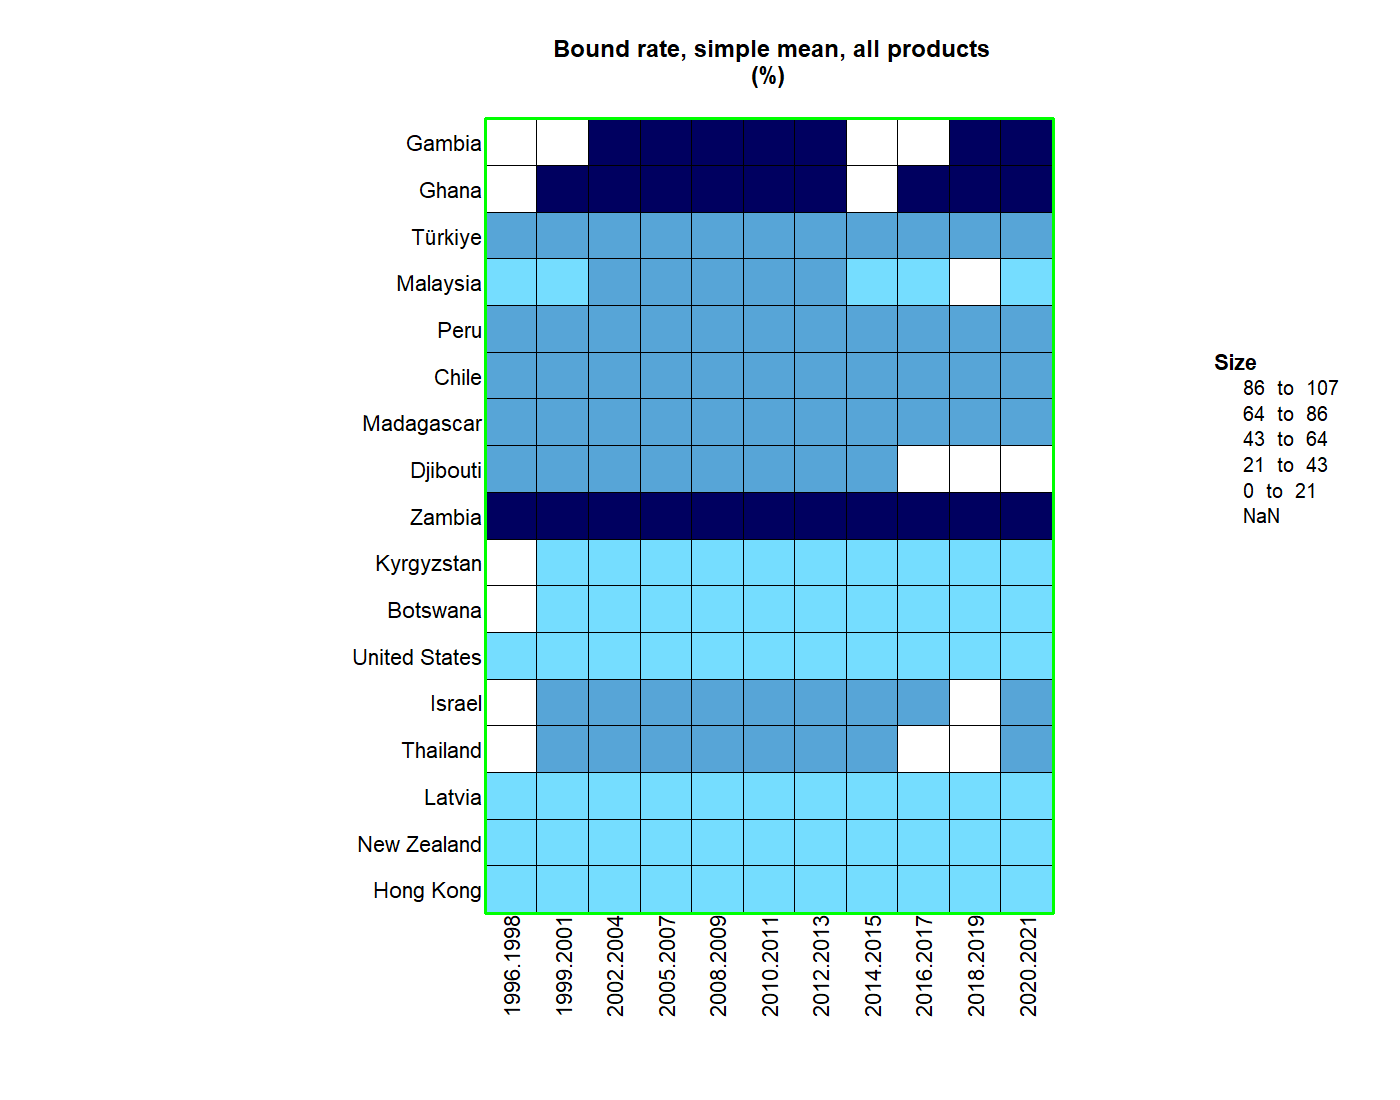 Bound rate, simple mean, all products
(%)
Gambia
Ghana
Türkiye
Malaysia
Peru
Chile
Madagascar
Djibouti
Zambia
Kyrgyzstan
Botswana
United States
Israel
Thailand
Latvia
New Zealand
Hong Kong
1996.1998
1999.2001
2002.2004
2005.2007
2008.2009
2010.2011
2012.2013
2014.2015
2016.2017
2018.2019
2020.2021
Size
86 to 107
64 to 86
43 to 64
21 to 43
0 to 21
NaN